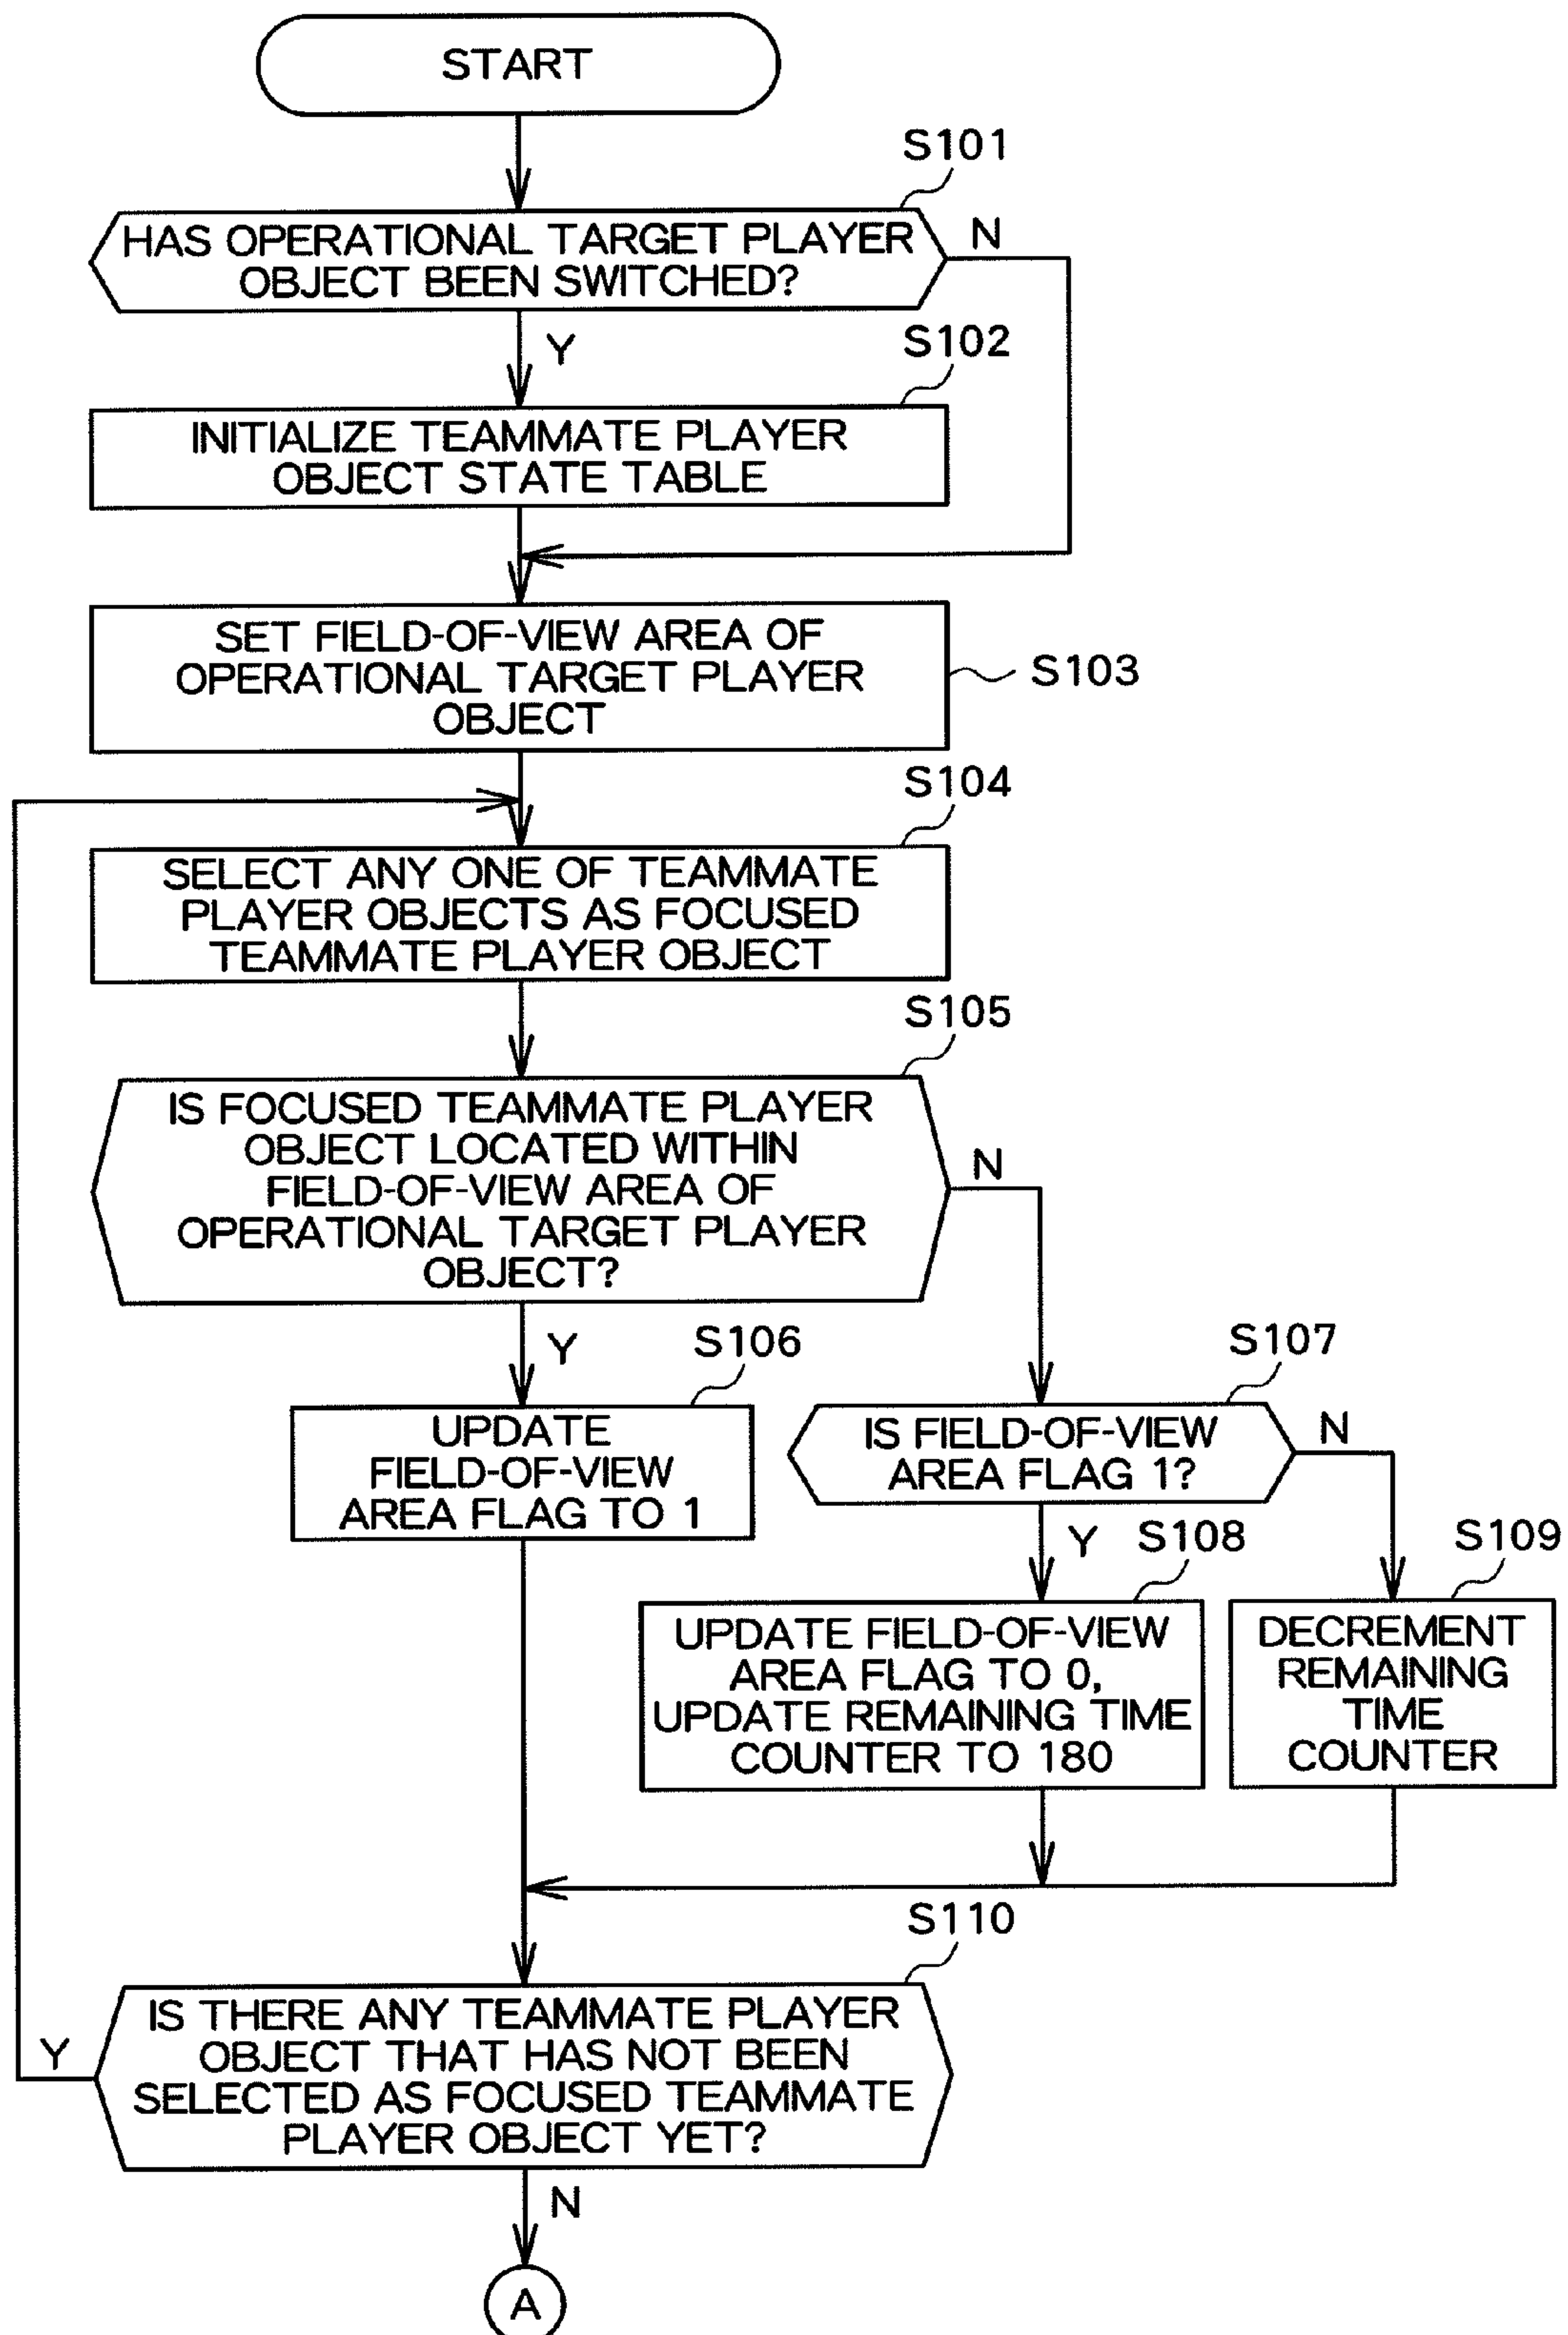 START
S101
HAS OPERATIONAL TARGET PLAYER
OBJECT BEEN SWITCHED?
N
Y
S102
INITIALIZE TEAMMATE PLAYER
OBJECT STATE TABLE
SET FIELD-OF-VIEW AREA OF
OPERATIONAL TARGET PLAYER
OBJECT
S103
S104
SELECT ANY ONE OF TEAMMATE
PLAYER OBJECTS AS FOCUSED
TEAMMATE PLAYER OBJECT
S105
IS FOCUSED TEAMMATE PLAYER
OBJECT LOCATED WITHIN
FIELD-OF-VIEW AREA OF
OPERATIONAL TARGET PLAYER
OBJECT?
N
Y
S106
UPDATE
FIELD-OF-VIEW
AREA FLAG TO 1
S107
IS FIELD-OF-VIEW
AREA FLAG 1?
N
Y
S108
UPDATE FIELD-OF-VIEW
AREA FLAG TO 0,
UPDATE REMAINING TIME
COUNTER TO 180
S109
DECREMENT
REMAINING
TIME
COUNTER
S110
IS THERE ANY TEAMMATE PLAYER
OBJECT THAT HAS NOT BEEN
SELECTED AS FOCUSED TEAMMATE
PLAYER OBJECT YET?
Y
N
A